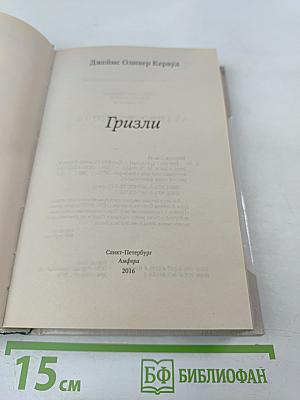 Джеймс Оливер Кервуд
Гризли
Санкт-Петербург
Амфора
2016
15 см
БФ БИБЛИОФАН